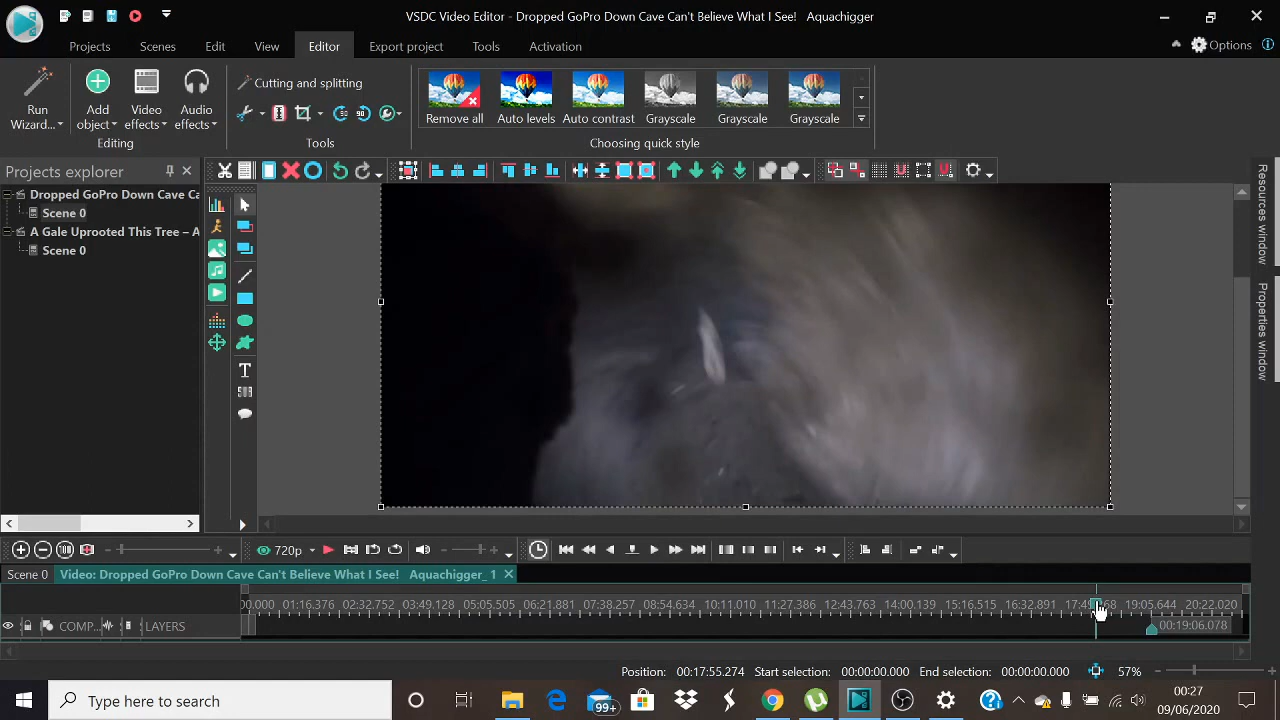 VSDC Video Editor - Dropped GoPro Down Cave Can't Believe What I See! Aquachigger
Projects Scenes Edit View Editor Export project Tools Activation Options
Run Wizard... Add object Video effects Audio effects
Editing
Cutting and splitting
Tools
Remove all Auto levels Auto contrast Grayscale Grayscale Grayscale
Choosing quick style
Projects explorer
Dropped GoPro Down Cave Ca
Scene 0
A Gale Uprooted This Tree – A
Scene 0
Resources window
Properties window
T
720p
Scene 0 Video: Dropped GoPro Down Cave Can't Believe What I See! Aquachigger_ 1
00.000 01:16.376 02:32.752 03:49.128 05:05.505 06:21.881 07:38.257 08:54.634 10:11.010 11:27.386 12:43.763 14:00.139 15:16.515 16:32.891 19:05.644 20:22.020
COMP... LAYERS 00:19:06.078
Position: 00:17:55.274 Start selection: 00:00:00.000 End selection: 00:00:00.000 57%
Type here to search
99+
00:27
09/06/2020